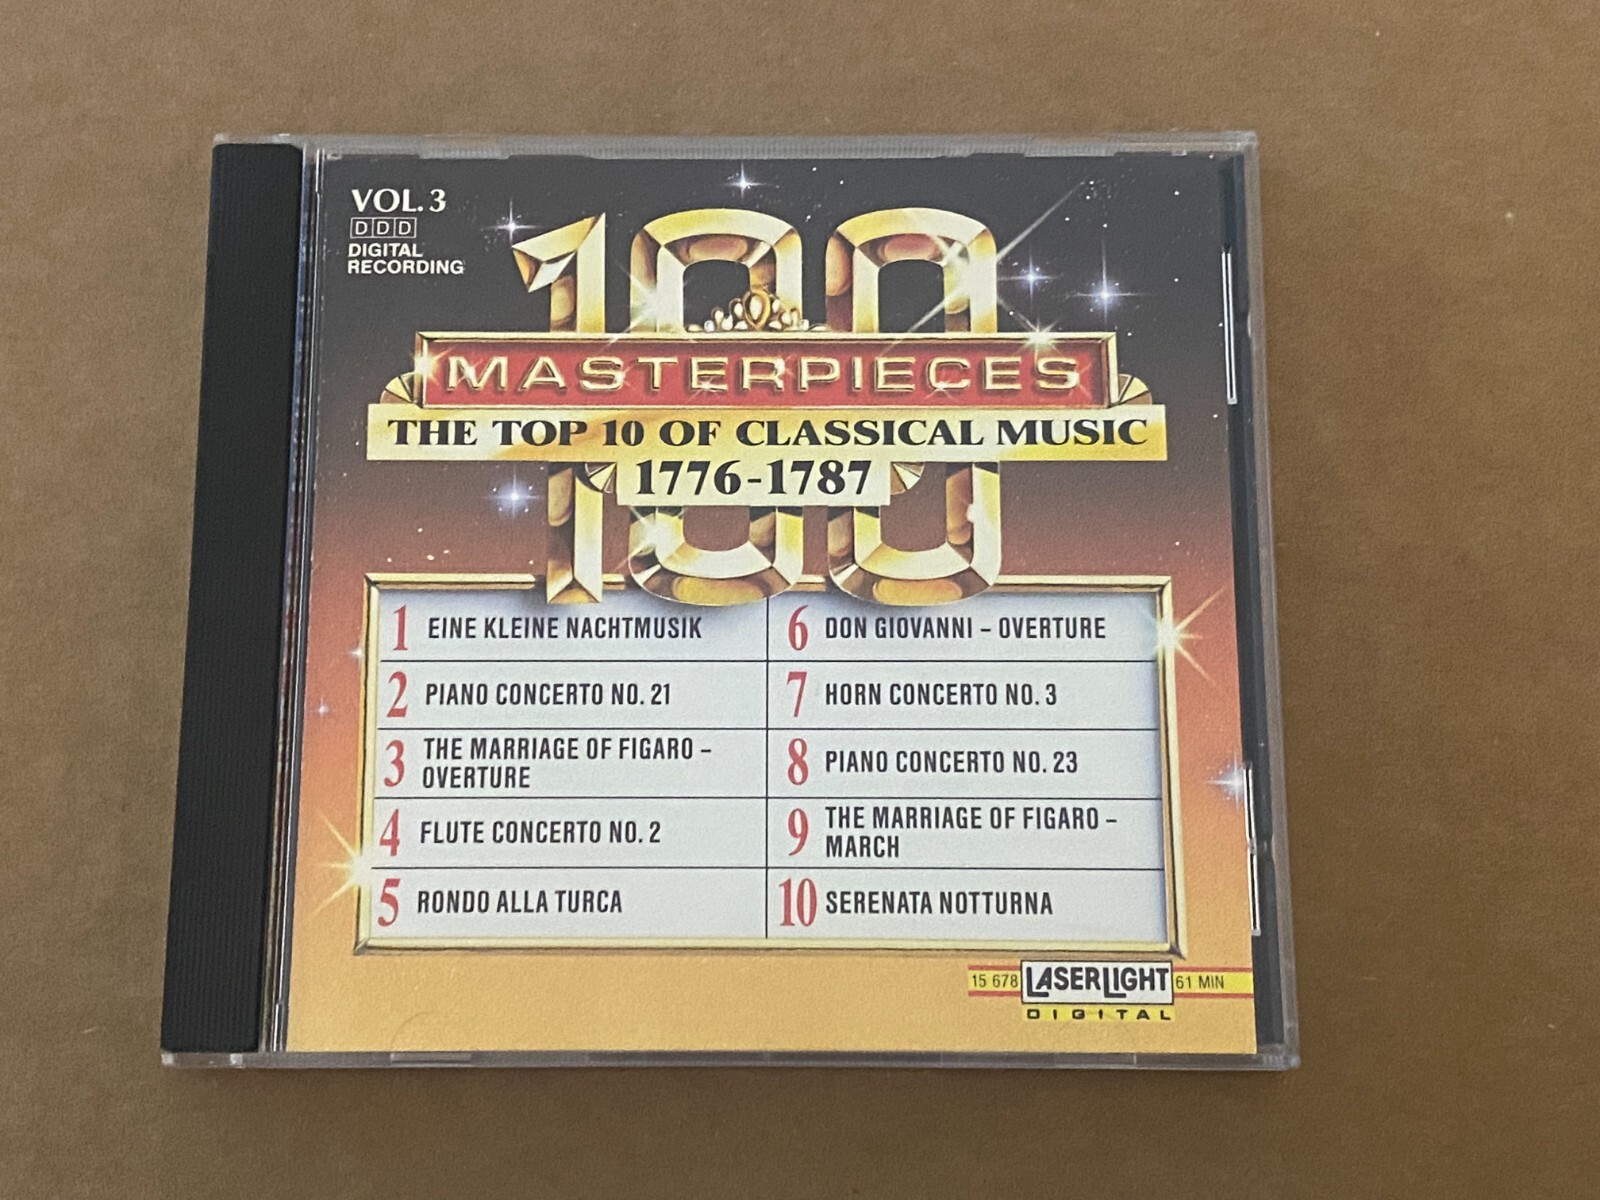 VOL. 3
DDD
DIGITAL
RECORDING
100
MASTERPIECES
THE TOP 10 OF CLASSICAL MUSIC
1776-1787
1 EINE KLEINE NACHTMUSIK
2 PIANO CONCERTO NO. 21
3 THE MARRIAGE OF FIGARO –
OVERTURE
4 FLUTE CONCERTO NO. 2
5 RONDO ALLA TURCA
6 DON GIOVANNI – OVERTURE
7 HORN CONCERTO NO. 3
8 PIANO CONCERTO NO. 23
9 THE MARRIAGE OF FIGARO –
MARCH
10 SERENATA NOTTURNA
15 678 LASERLIGHT 61 MIN
DIGITAL